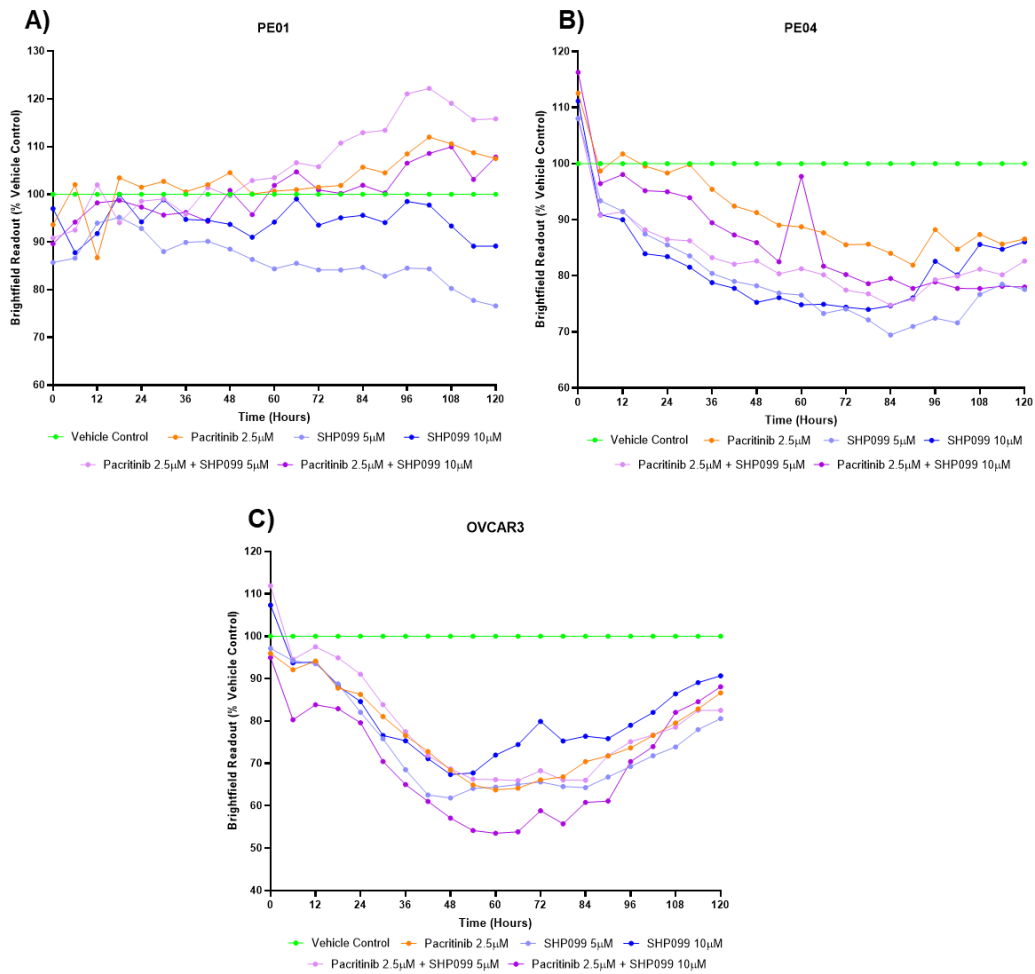 A)
PE01
Brightfield Readout (% Vehicle Control)
130
120
110
100
90
80
70
60
0 12 24 36 48 60 72 84 96 108 120
Time (Hours)
Vehicle Control Pacritinib 2.5µM SHP099 5µM SHP099 10µM
Pacritinib 2.5µM + SHP099 5µM Pacritinib 2.5µM + SHP099 10µM
B)
PE04
Brightfield Readout (% Vehicle Control)
120
110
100
90
80
70
60
0 12 24 36 48 60 72 84 96 108 120
Time (Hours)
Vehicle Control Pacritinib 2.5µM SHP099 5µM SHP099 10µM
Pacritinib 2.5µM + SHP099 5µM Pacritinib 2.5µM + SHP099 10µM
C)
OVCAR3
Brightfield Readout (% Vehicle Control)
120
110
100
90
80
70
60
50
40
0 12 24 36 48 60 72 84 96 108 120
Time (Hours)
Vehicle Control Pacritinib 2.5µM SHP099 5µM SHP099 10µM
Pacritinib 2.5µM + SHP099 5µM Pacritinib 2.5µM + SHP099 10µM